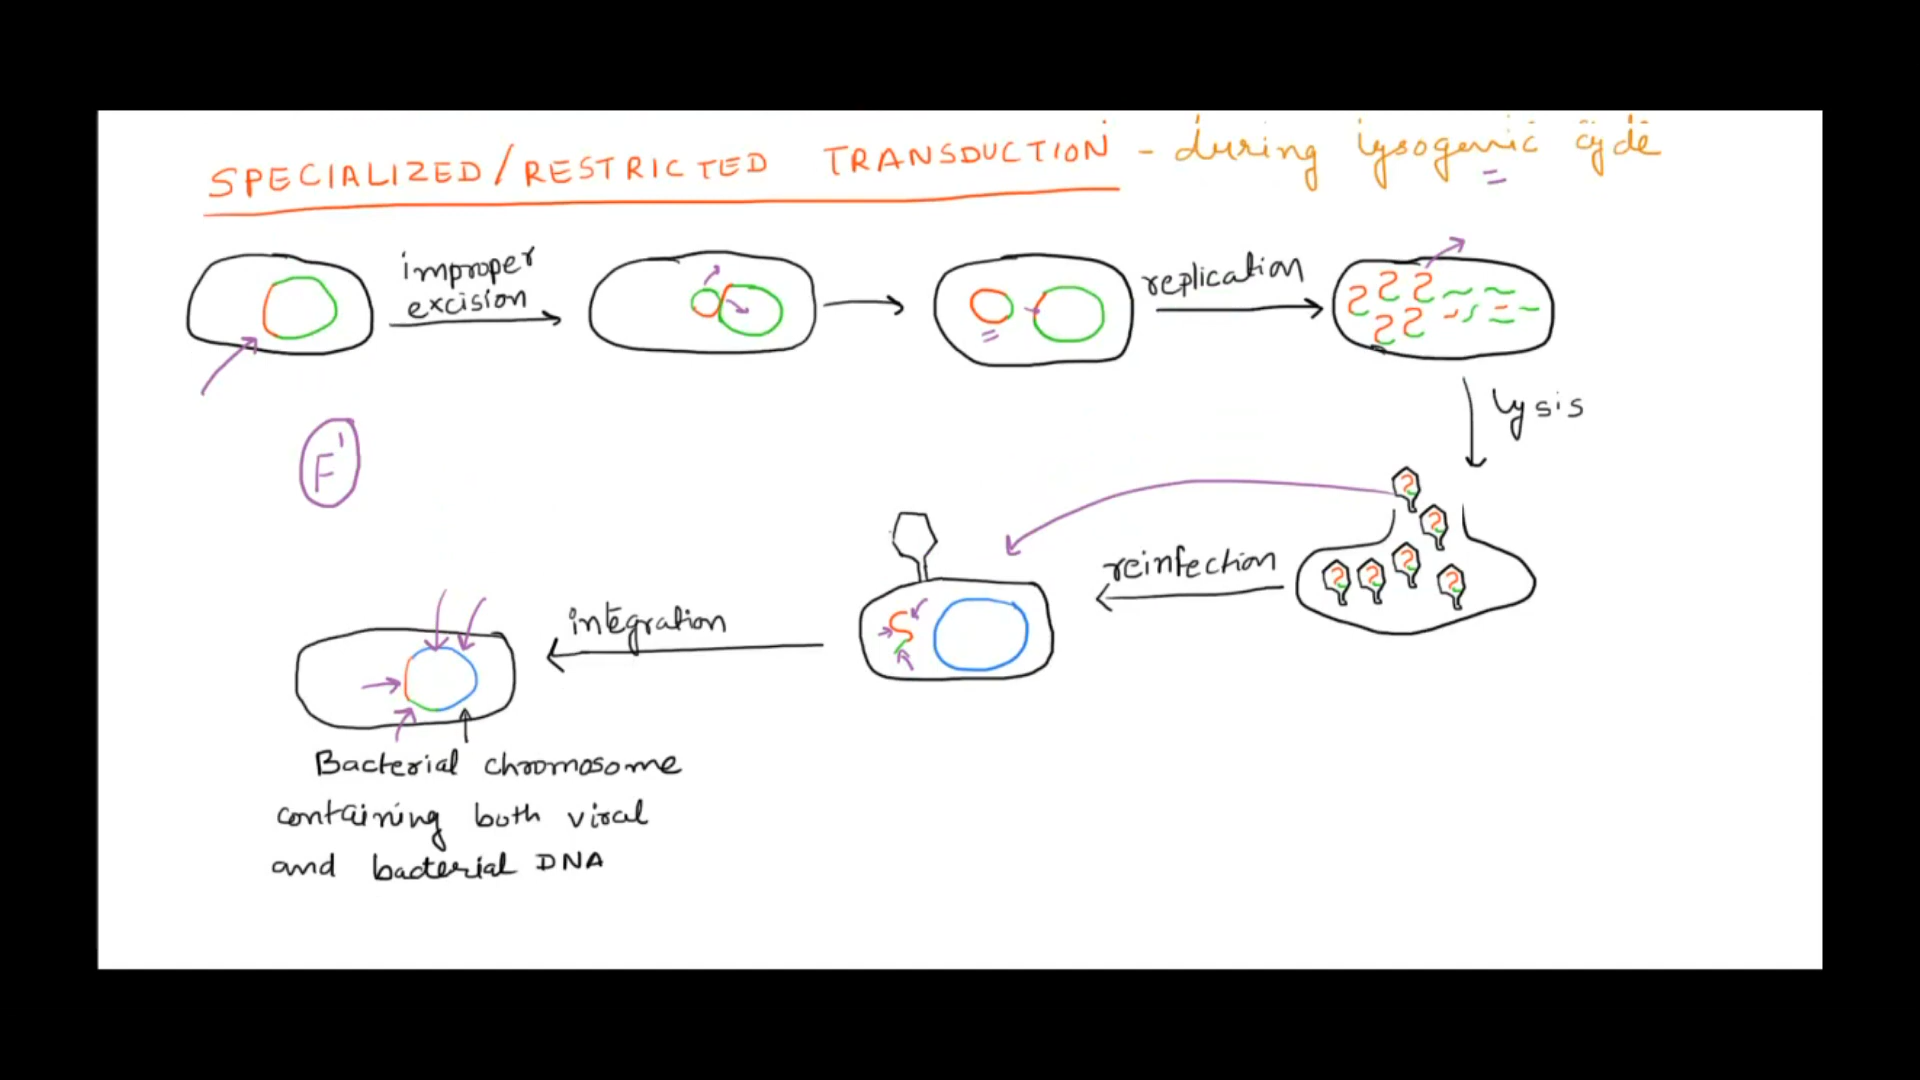 SPECIALIZED/RESTRICTED TRANSDUCTION - during lysogenic cycle
improper
excision
replication
lysis
F'
reinfection
integration
Bacterial chromosome
containing both viral
and bacterial DNA